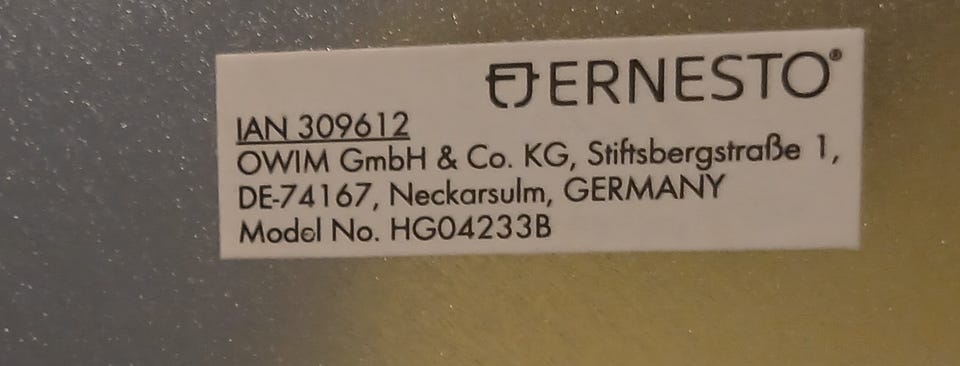 ERNESTO®
IAN 309612
OWIM GmbH & Co. KG, Stiftsbergstraße 1,
DE-74167, Neckarsulm, GERMANY
Model No. HG04233B